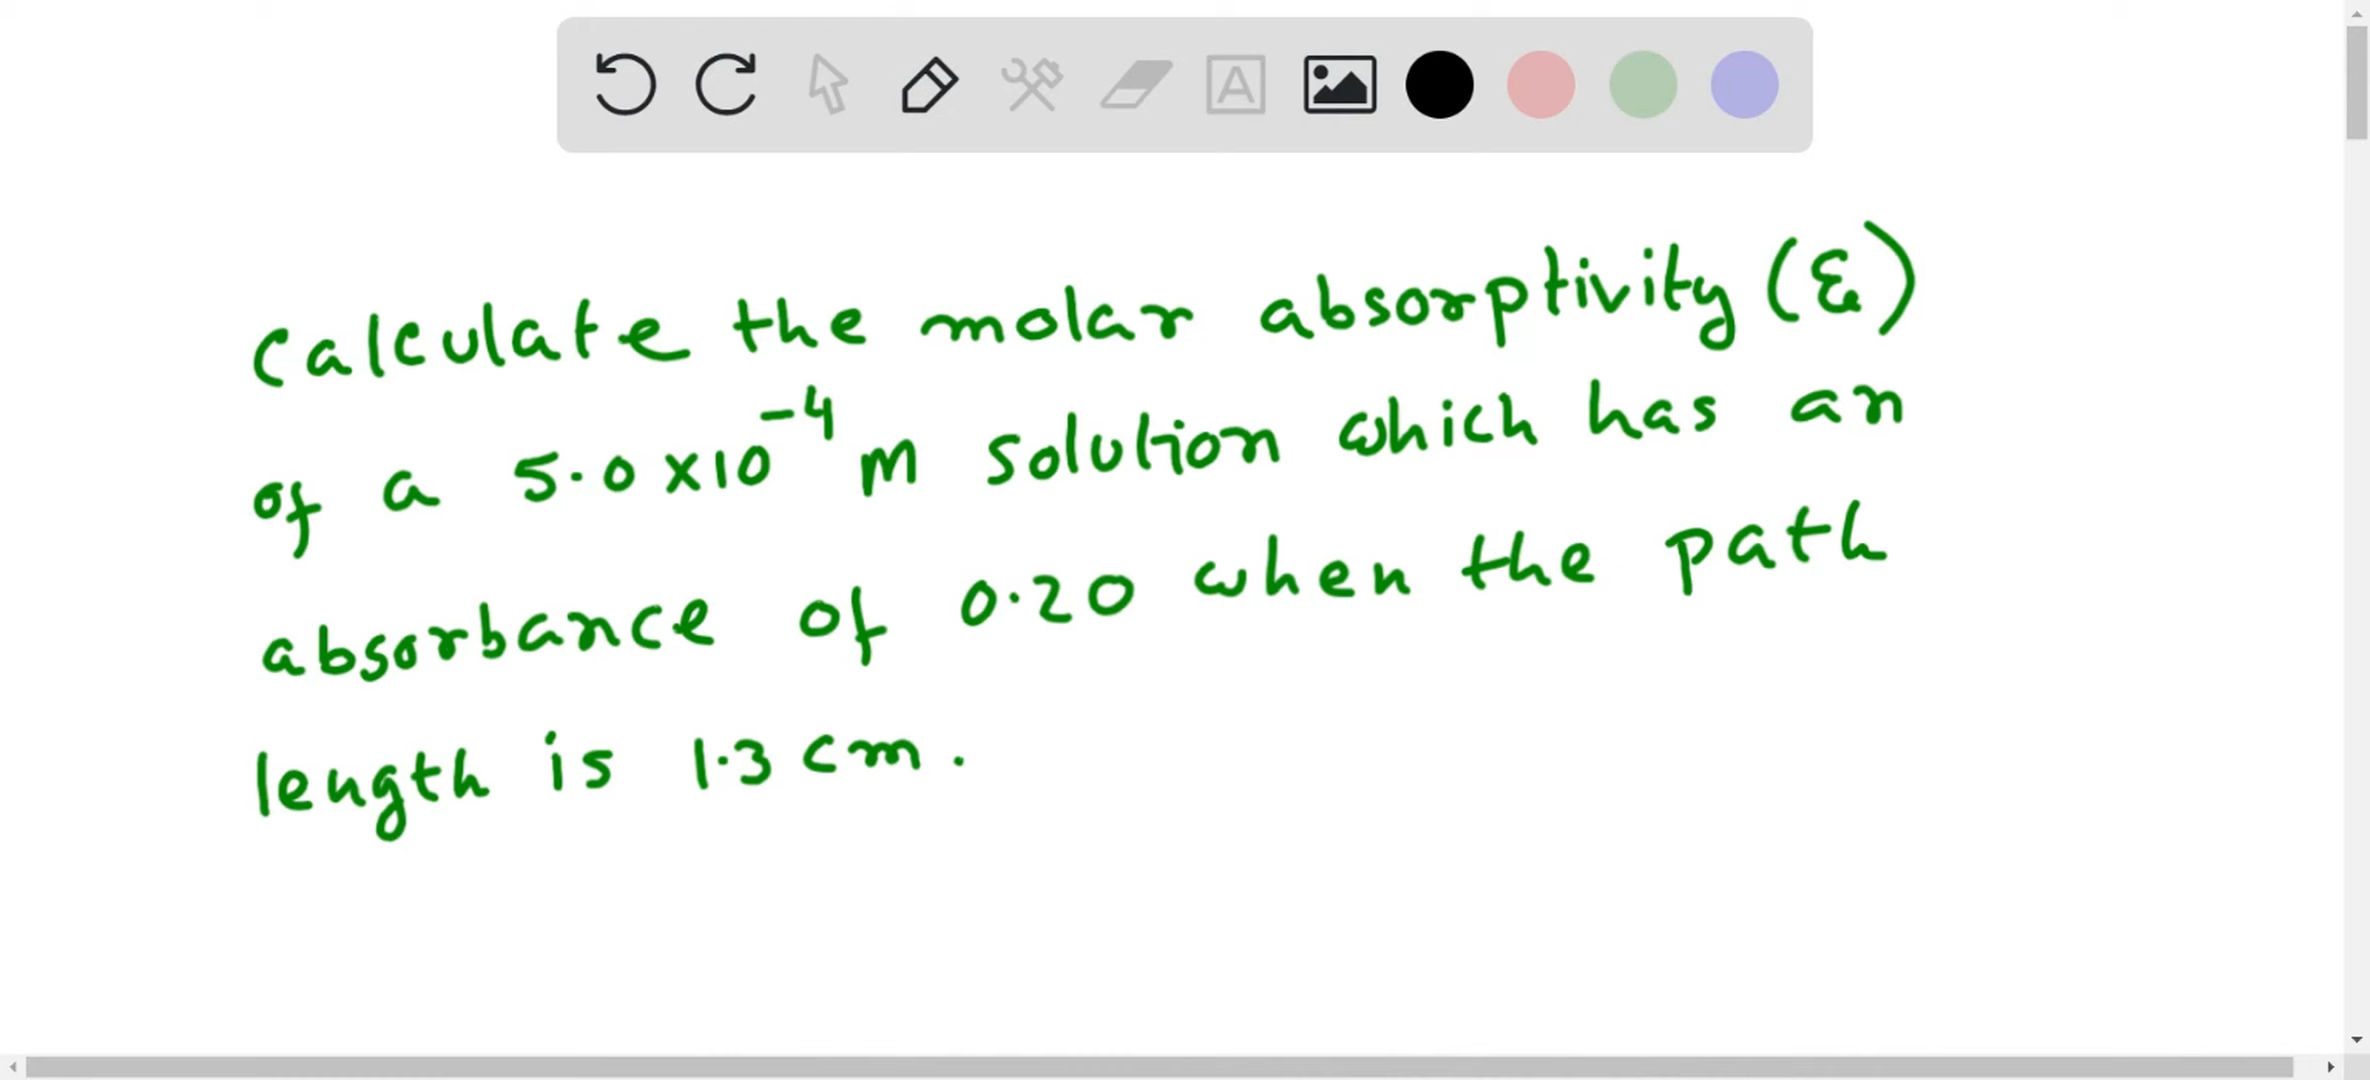 A
Calculate the molar absorptivity (ε)
of a 5.0 x10⁻⁴ M solution which has an
absorbance of 0.20 when the path
length is 1.3 cm.